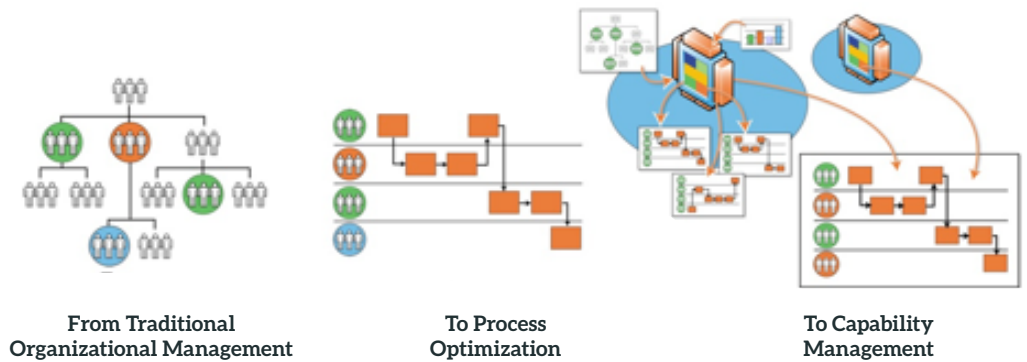 From Traditional
Organizational Management
To Process
Optimization
To Capability
Management